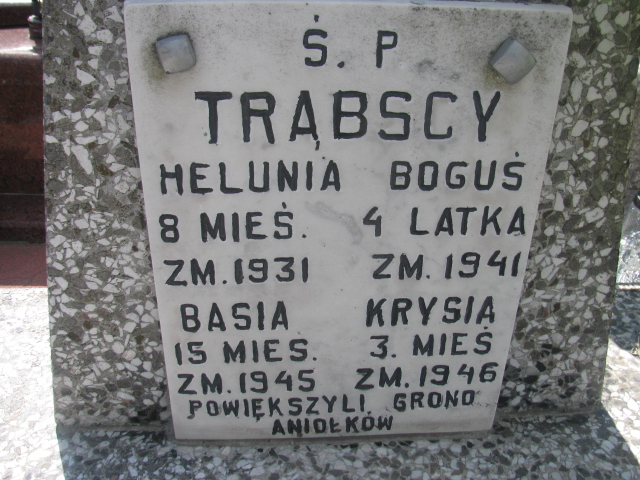 Ś. P
TRĄBSCY
HELUNIA BOGUŚ
8 MIEŚ. 4 LATKA
ZM. 1931 ZM. 1941
BASIA KRYSIA
15 MIES. 3. MIEŚ
ZM. 1945 ZM. 1946
POWIĘKSZYLI GRONO
ANIOŁKÓW